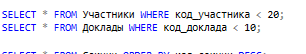 SELECT * FROM Участники WHERE код_участника < 20;
SELECT * FROM Доклады WHERE код_доклада < 10;